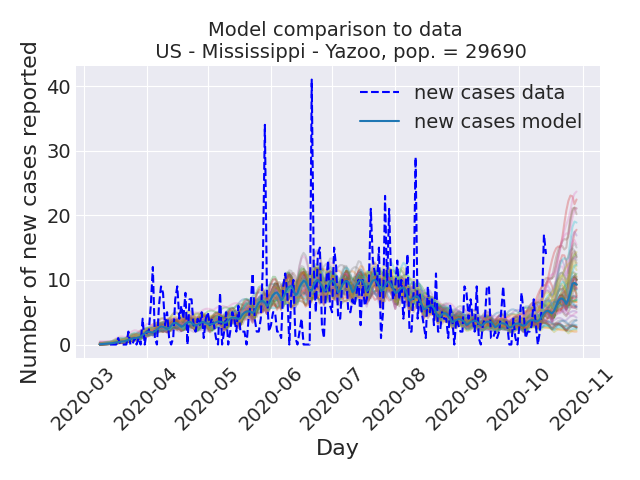 Model comparison to data
US - Mississippi - Yazoo, pop. = 29690
new cases data
new cases model
Number of new cases reported
40
30
20
10
0
2020-03
2020-04
2020-05
2020-06
2020-07
2020-08
2020-09
2020-10
2020-11
Day